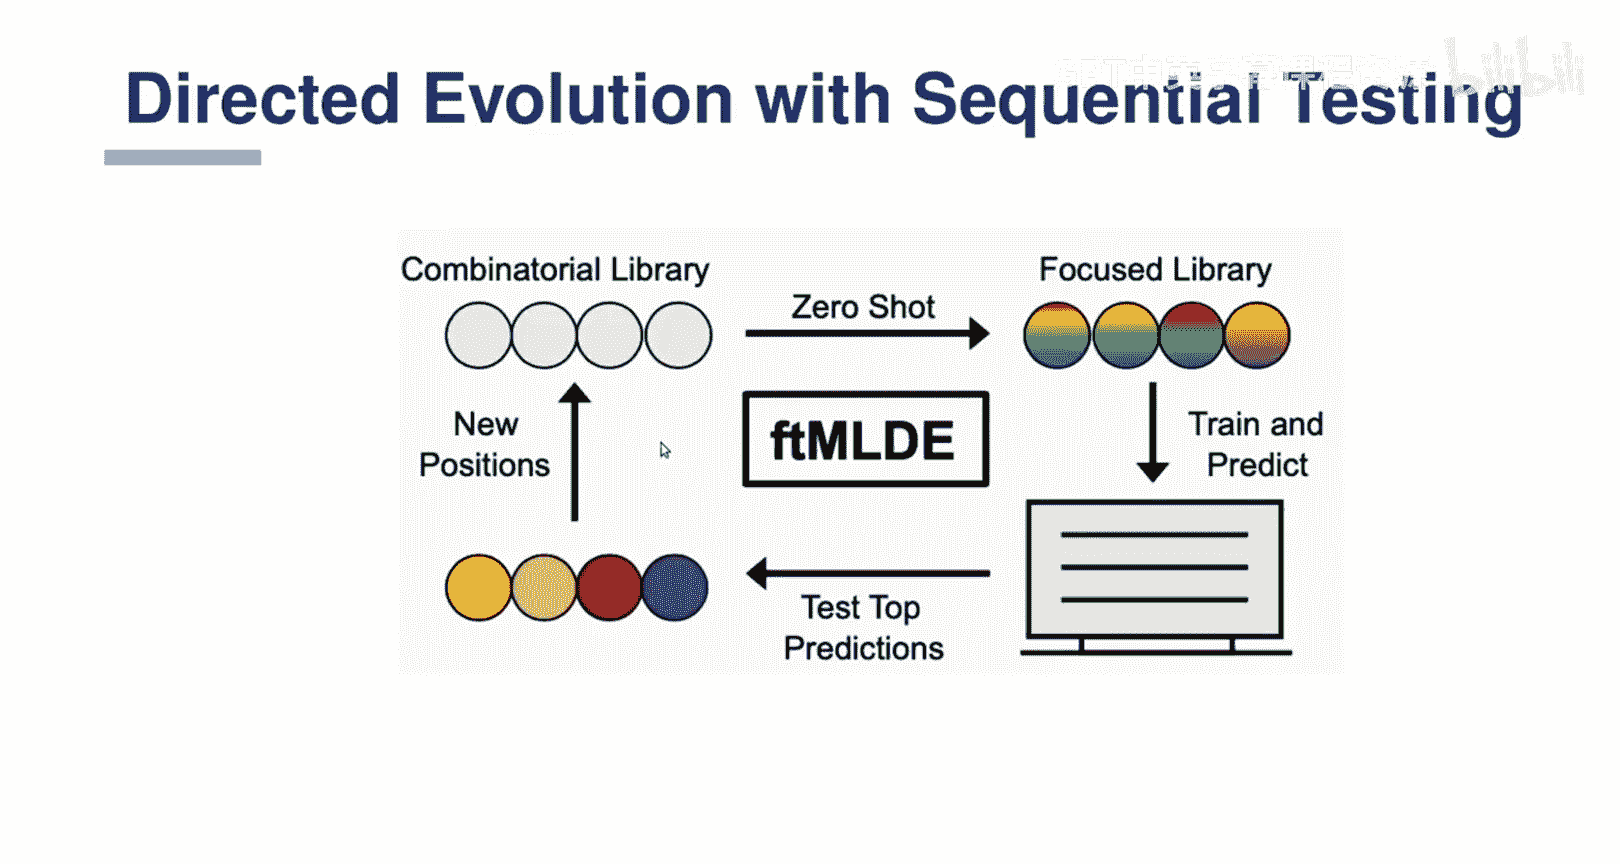 Directed Evolution with Sequential Testing
bilibili
Combinatorial Library
Zero Shot
Focused Library
New
Positions
ftMLDE
Train and
Predict
Test Top
Predictions